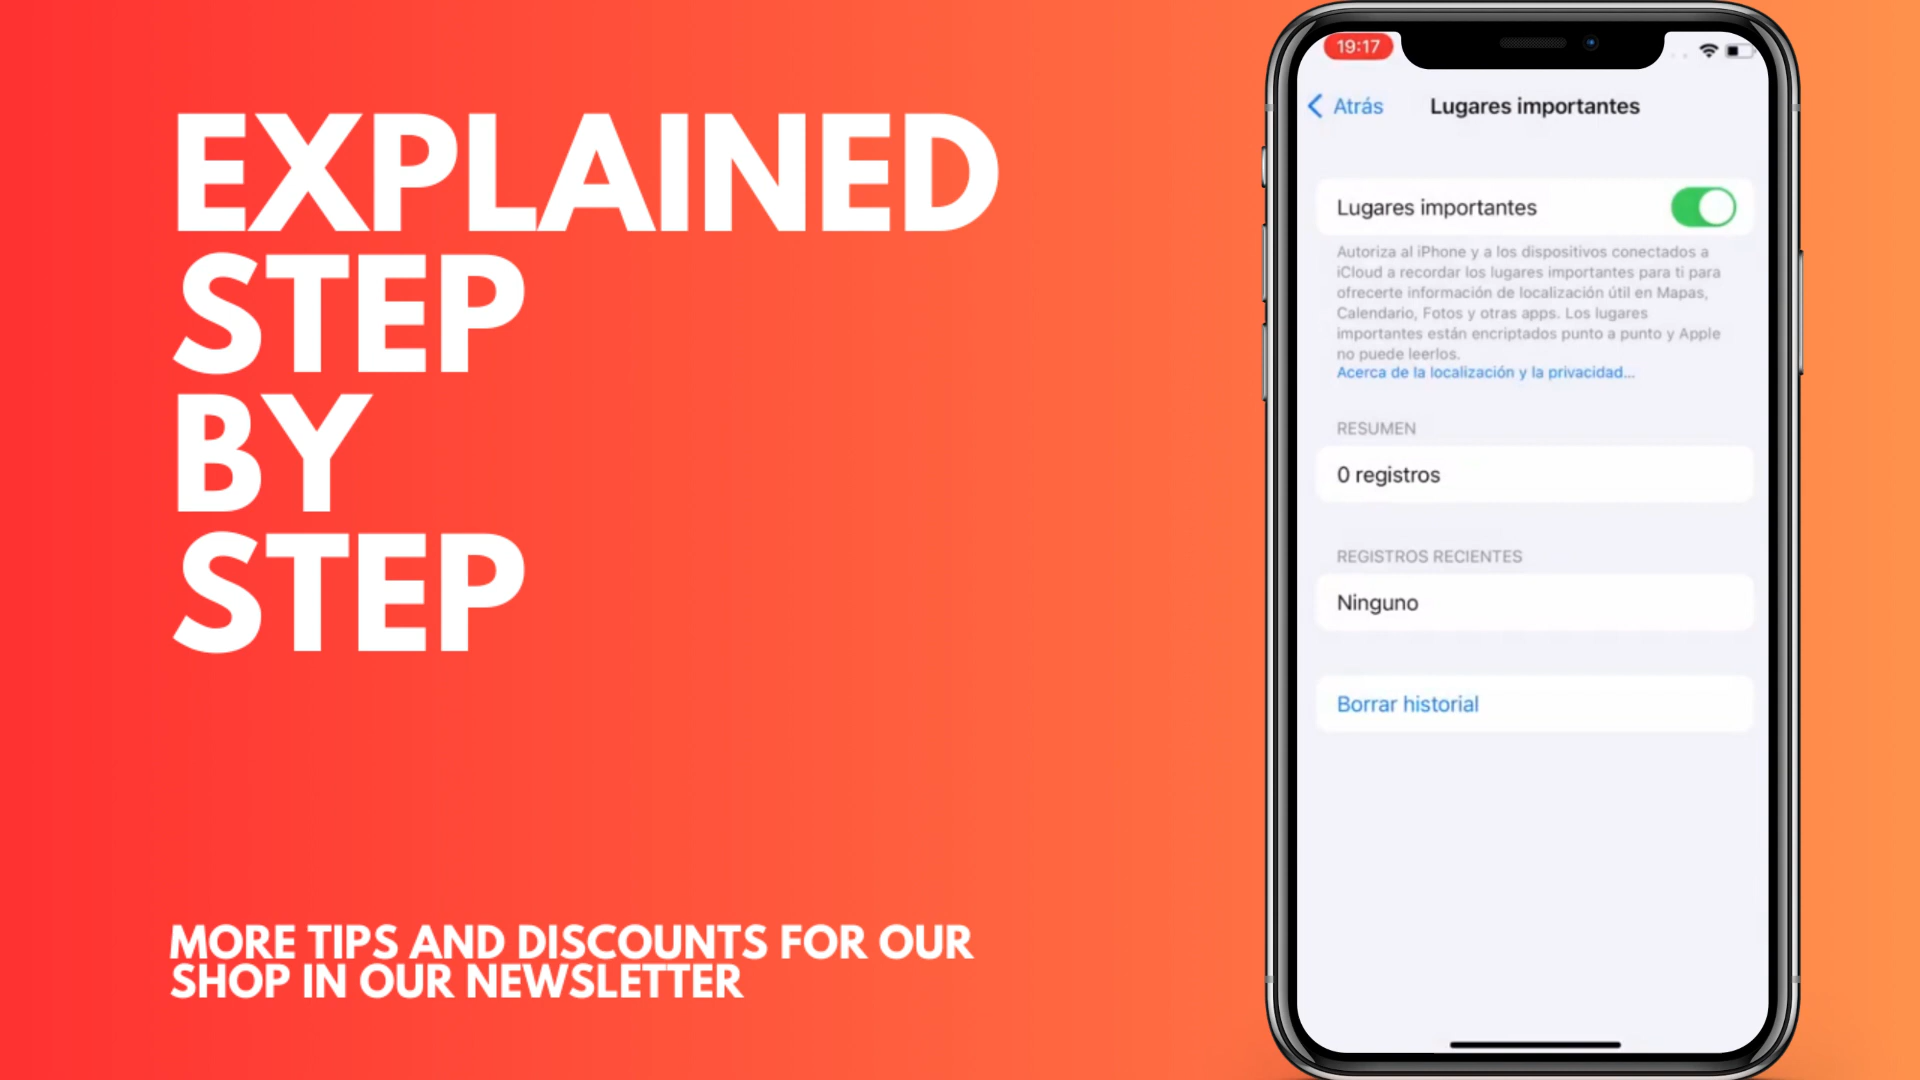 EXPLAINED
STEP
BY
STEP
MORE TIPS AND DISCOUNTS FOR OUR
SHOP IN OUR NEWSLETTER
19:17
Atrás
Lugares importantes
Lugares importantes
Autoriza al iPhone y a los dispositivos conectados a
iCloud a recordar los lugares importantes para ti para
ofrecerte información de localización útil en Mapas,
Calendario, Fotos y otras apps. Los lugares
importantes están encriptados punto a punto y Apple
no puede leerlos.
Acerca de la localización y la privacidad...
RESUMEN
0 registros
REGISTROS RECIENTES
Ninguno
Borrar historial